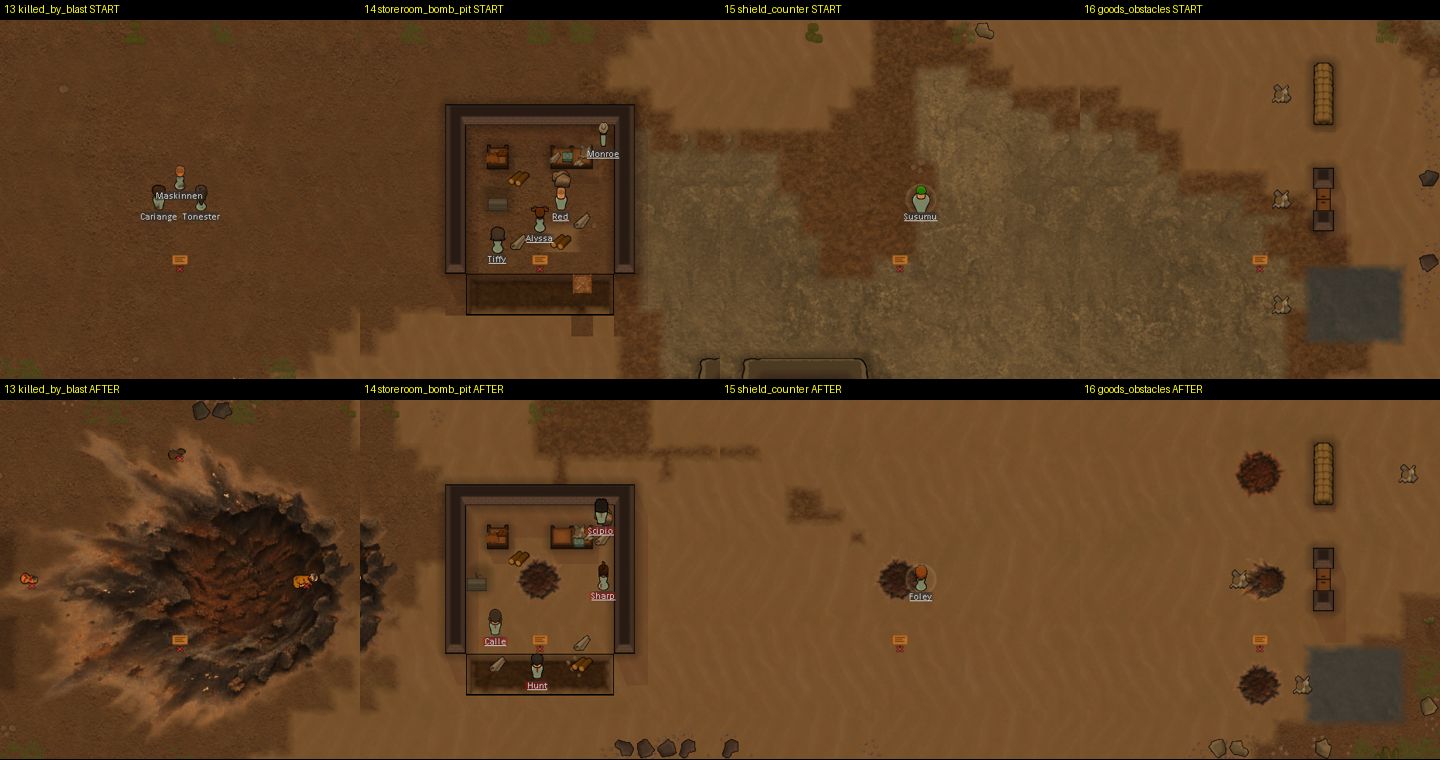 13 killed_by_blast START
14 storeroom_bomb_pit START
15 shield_counter START
16 goods_obstacles START
Monroe
Maskinnen
Cariange Tonester
Red
Susumu
Alyssa
Tiffy
13 killed_by_blast AFTER
14 storeroom_bomb_pit AFTER
15 shield_counter AFTER
16 goods_obstacles AFTER
Scipio
Sharp
Foley
Calle
Hunt